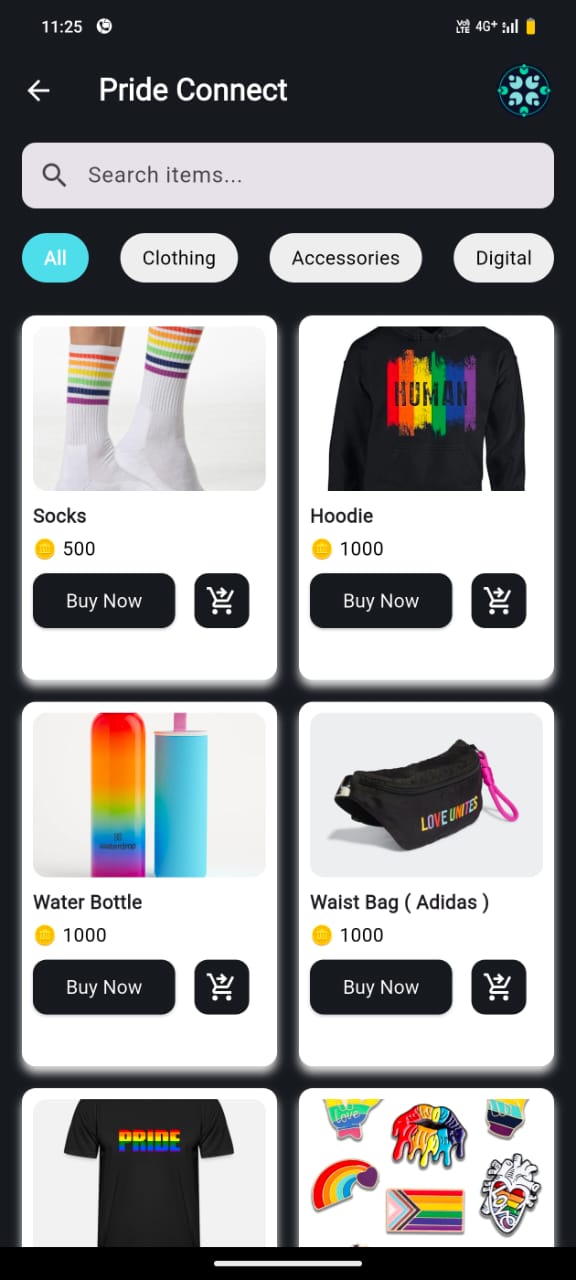 11:25
Vo) LTE 4G+
Pride Connect
Search items...
All Clothing Accessories Digital
HUMAN
Socks
500
Buy Now
Hoodie
1000
Buy Now
waterdrop
LOVE UNITES
Water Bottle
1000
Buy Now
Waist Bag ( Adidas )
1000
Buy Now
PRIDE
Love